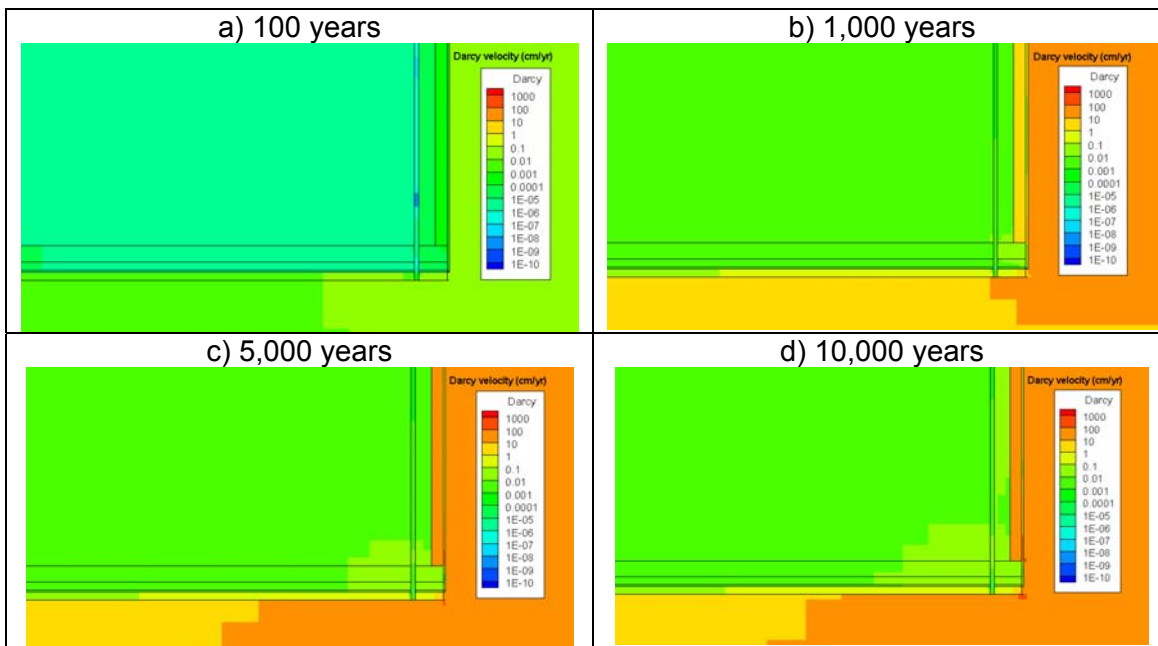 a) 100 years
Darcy velocity (cm/yr)
Darcy
1000
100
10
1
0.1
0.01
0.001
0.0001
1E-05
1E-06
1E-07
1E-08
1E-09
1E-10
b) 1,000 years
Darcy velocity (cm/yr)
Darcy
1000
100
10
1
0.1
0.01
0.001
0.0001
1E-05
1E-06
1E-07
1E-08
1E-09
1E-10
c) 5,000 years
Darcy velocity (cm/yr)
Darcy
1000
100
10
1
0.1
0.01
0.001
0.0001
1E-05
1E-06
1E-07
1E-08
1E-09
1E-10
d) 10,000 years
Darcy velocity (cm/yr)
Darcy
1000
100
10
1
0.1
0.01
0.001
0.0001
1E-05
1E-06
1E-07
1E-08
1E-09
1E-10